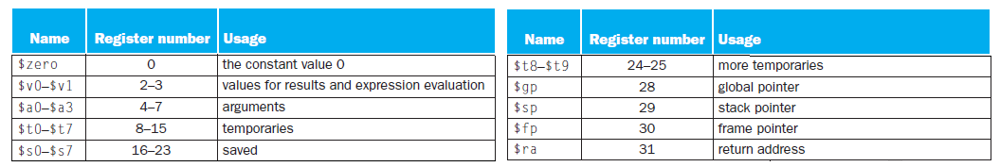 Name Register number Usage
$zero 0 the constant value 0
$v0–$v1 2–3 values for results and expression evaluation
$a0–$a3 4–7 arguments
$t0–$t7 8–15 temporaries
$s0–$s7 16–23 saved
Name Register number Usage
$t8–$t9 24–25 more temporaries
$gp 28 global pointer
$sp 29 stack pointer
$fp 30 frame pointer
$ra 31 return address